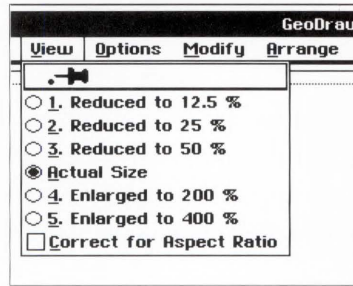 GeoDraw
View Options Modify Arrange
1. Reduced to 12.5 %
2. Reduced to 25 %
3. Reduced to 50 %
Actual Size
4. Enlarged to 200 %
5. Enlarged to 400 %
Correct for Aspect Ratio